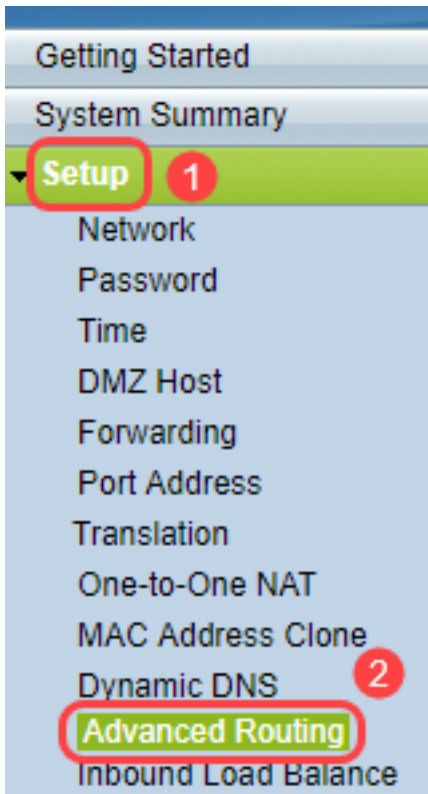 Getting Started
System Summary
Setup 1
Network
Password
Time
DMZ Host
Forwarding
Port Address
Translation
One-to-One NAT
MAC Address Clone
Dynamic DNS 2
Advanced Routing
Inbound Load Balance